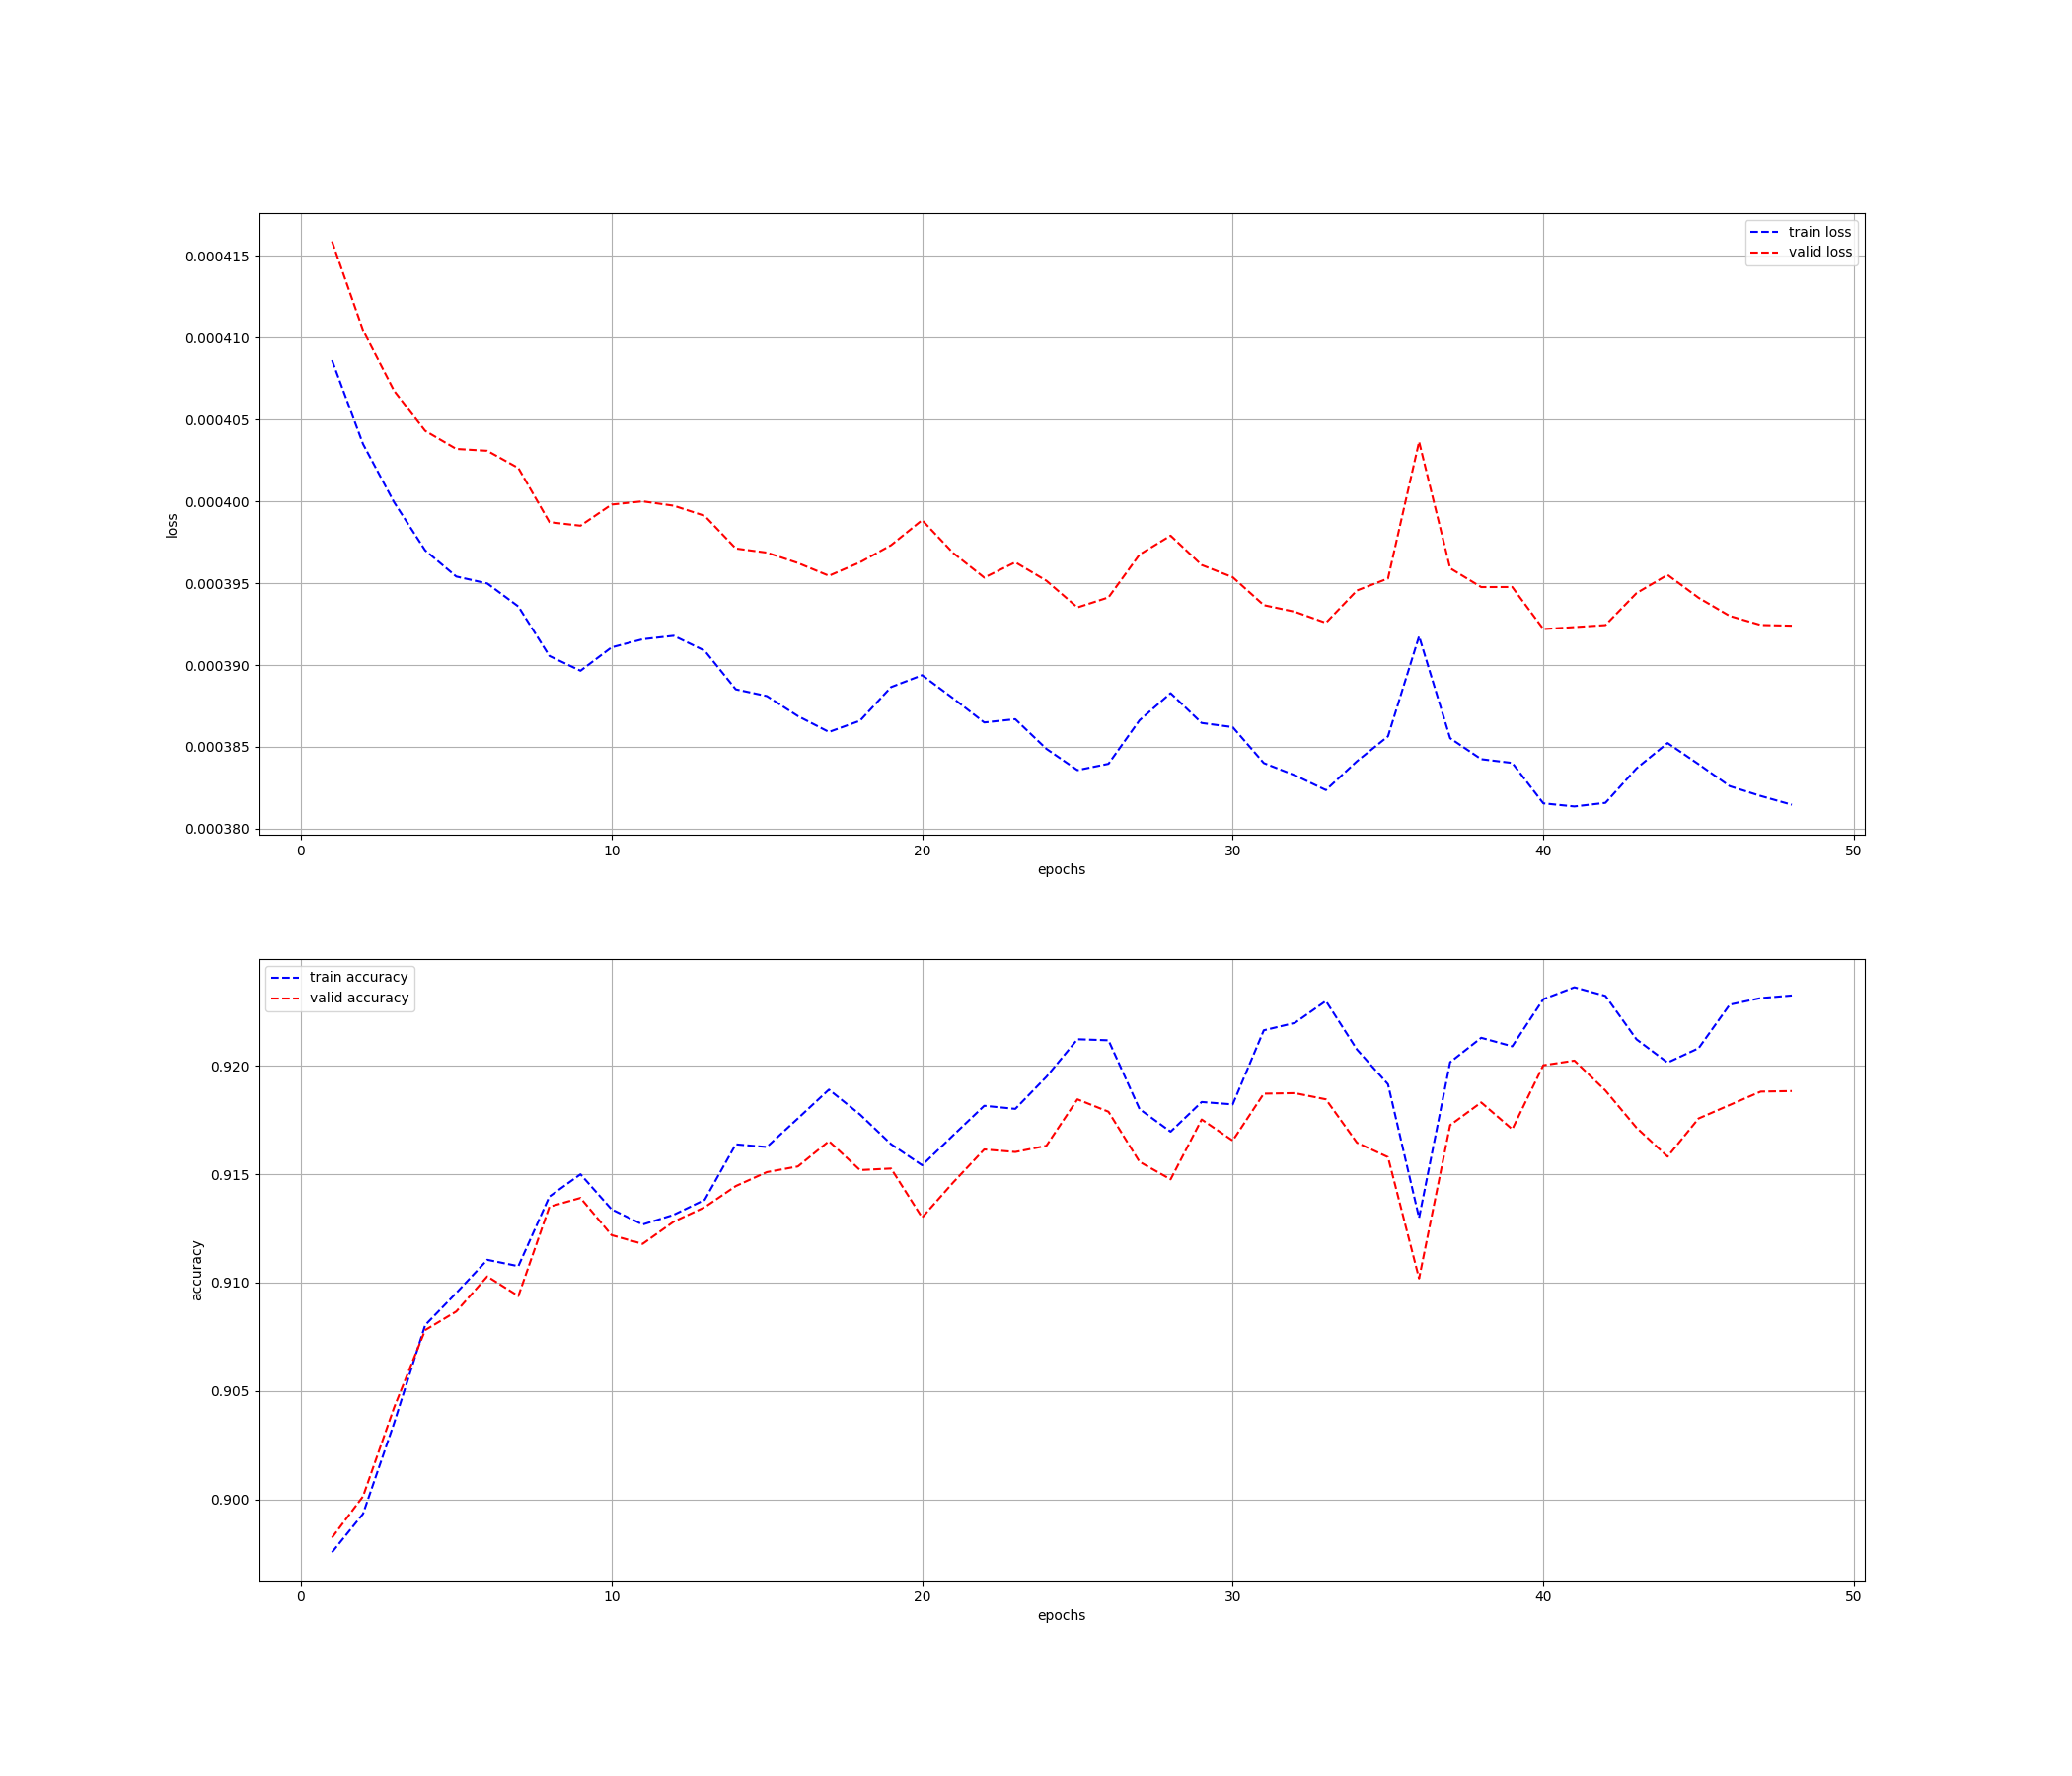 train loss
valid loss
0.000415
0.000410
0.000405
0.000400
0.000395
0.000390
0.000385
0.000380
loss
0 10 20 30 40 50
epochs
train accuracy
valid accuracy
0.920
0.915
0.910
0.905
0.900
accuracy
0 10 20 30 40 50
epochs